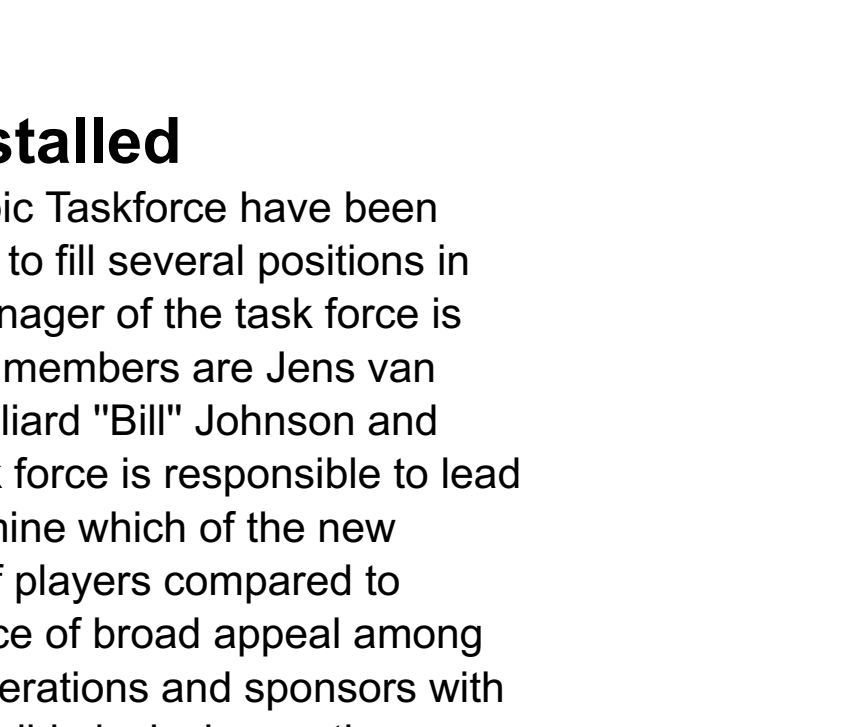 stalled
ic Taskforce have been
to fill several positions in
nager of the task force is
members are Jens van
liard "Bill" Johnson and
force is responsible to lead
ine which of the new
players compared to
ce of broad appeal among
erations and sponsors with